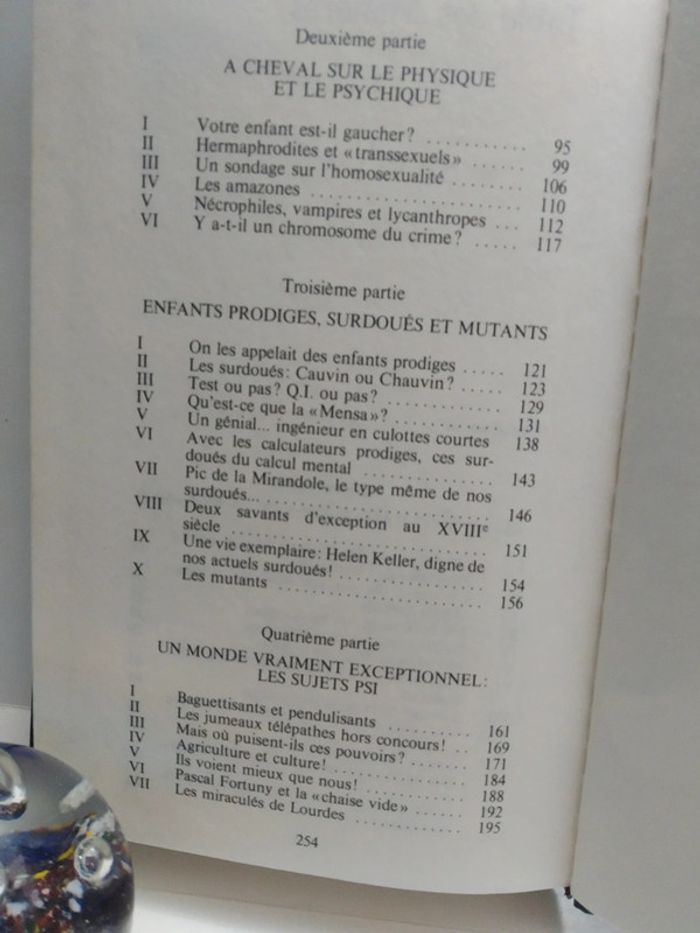 Deuxième partie
A CHEVAL SUR LE PHYSIQUE
ET LE PSYCHIQUE
I Votre enfant est-il gaucher ? . . . . . . . . . . . 95
II Hermaphrodites et « transsexuels » . . . . . . 99
III Un sondage sur l'homosexualité . . . . . . . . 106
IV Les amazones . . . . . . . . . . . . . . . . . . . . . . . 110
V Nécrophiles, vampires et lycanthropes . . . 112
VI Y a-t-il un chromosome du crime ? . . . . . 117
Troisième partie
ENFANTS PRODIGES, SURDOUÉS ET MUTANTS
I On les appelait des enfants prodiges . . . . . 121
II Les surdoués : Cauvin ou Chauvin ? . . . . . 123
III Test ou pas ? Q.I. ou pas ? . . . . . . . . . . . . . 129
IV Qu'est-ce que la « Mensa » ? . . . . . . . . . . . . 131
V Un génial... ingénieur en culottes courtes 138
VI Avec les calculateurs prodiges, ces sur-
doués du calcul mental . . . . . . . . . . . . . . . 143
VII Pic de la Mirandole, le type même de nos
surdoués... . . . . . . . . . . . . . . . . . . . . . . . . . . 146
VIII Deux savants d'exception au XVIIIe
siècle . . . . . . . . . . . . . . . . . . . . . . . . . . . . . . 151
IX Une vie exemplaire : Helen Keller, digne de
nos actuels surdoués ! . . . . . . . . . . . . . . . . . 154
X Les mutants . . . . . . . . . . . . . . . . . . . . . . . . 156
Quatrième partie
UN MONDE VRAIMENT EXCEPTIONNEL :
LES SUJETS PSI
I Baguettisants et pendulisants . . . . . . . . . . 161
II Les jumeaux télépathes hors concours ! . . 169
III Mais où puisent-ils ces pouvoirs ? . . . . . . . 171
IV Agriculture et culture ! . . . . . . . . . . . . . . . . . 184
V Ils voient mieux que nous ! . . . . . . . . . . . . . 188
VI Pascal Fortuny et la « chaise vide » . . . . . . . 192
VII Les miraculés de Lourdes . . . . . . . . . . . . . 195
254